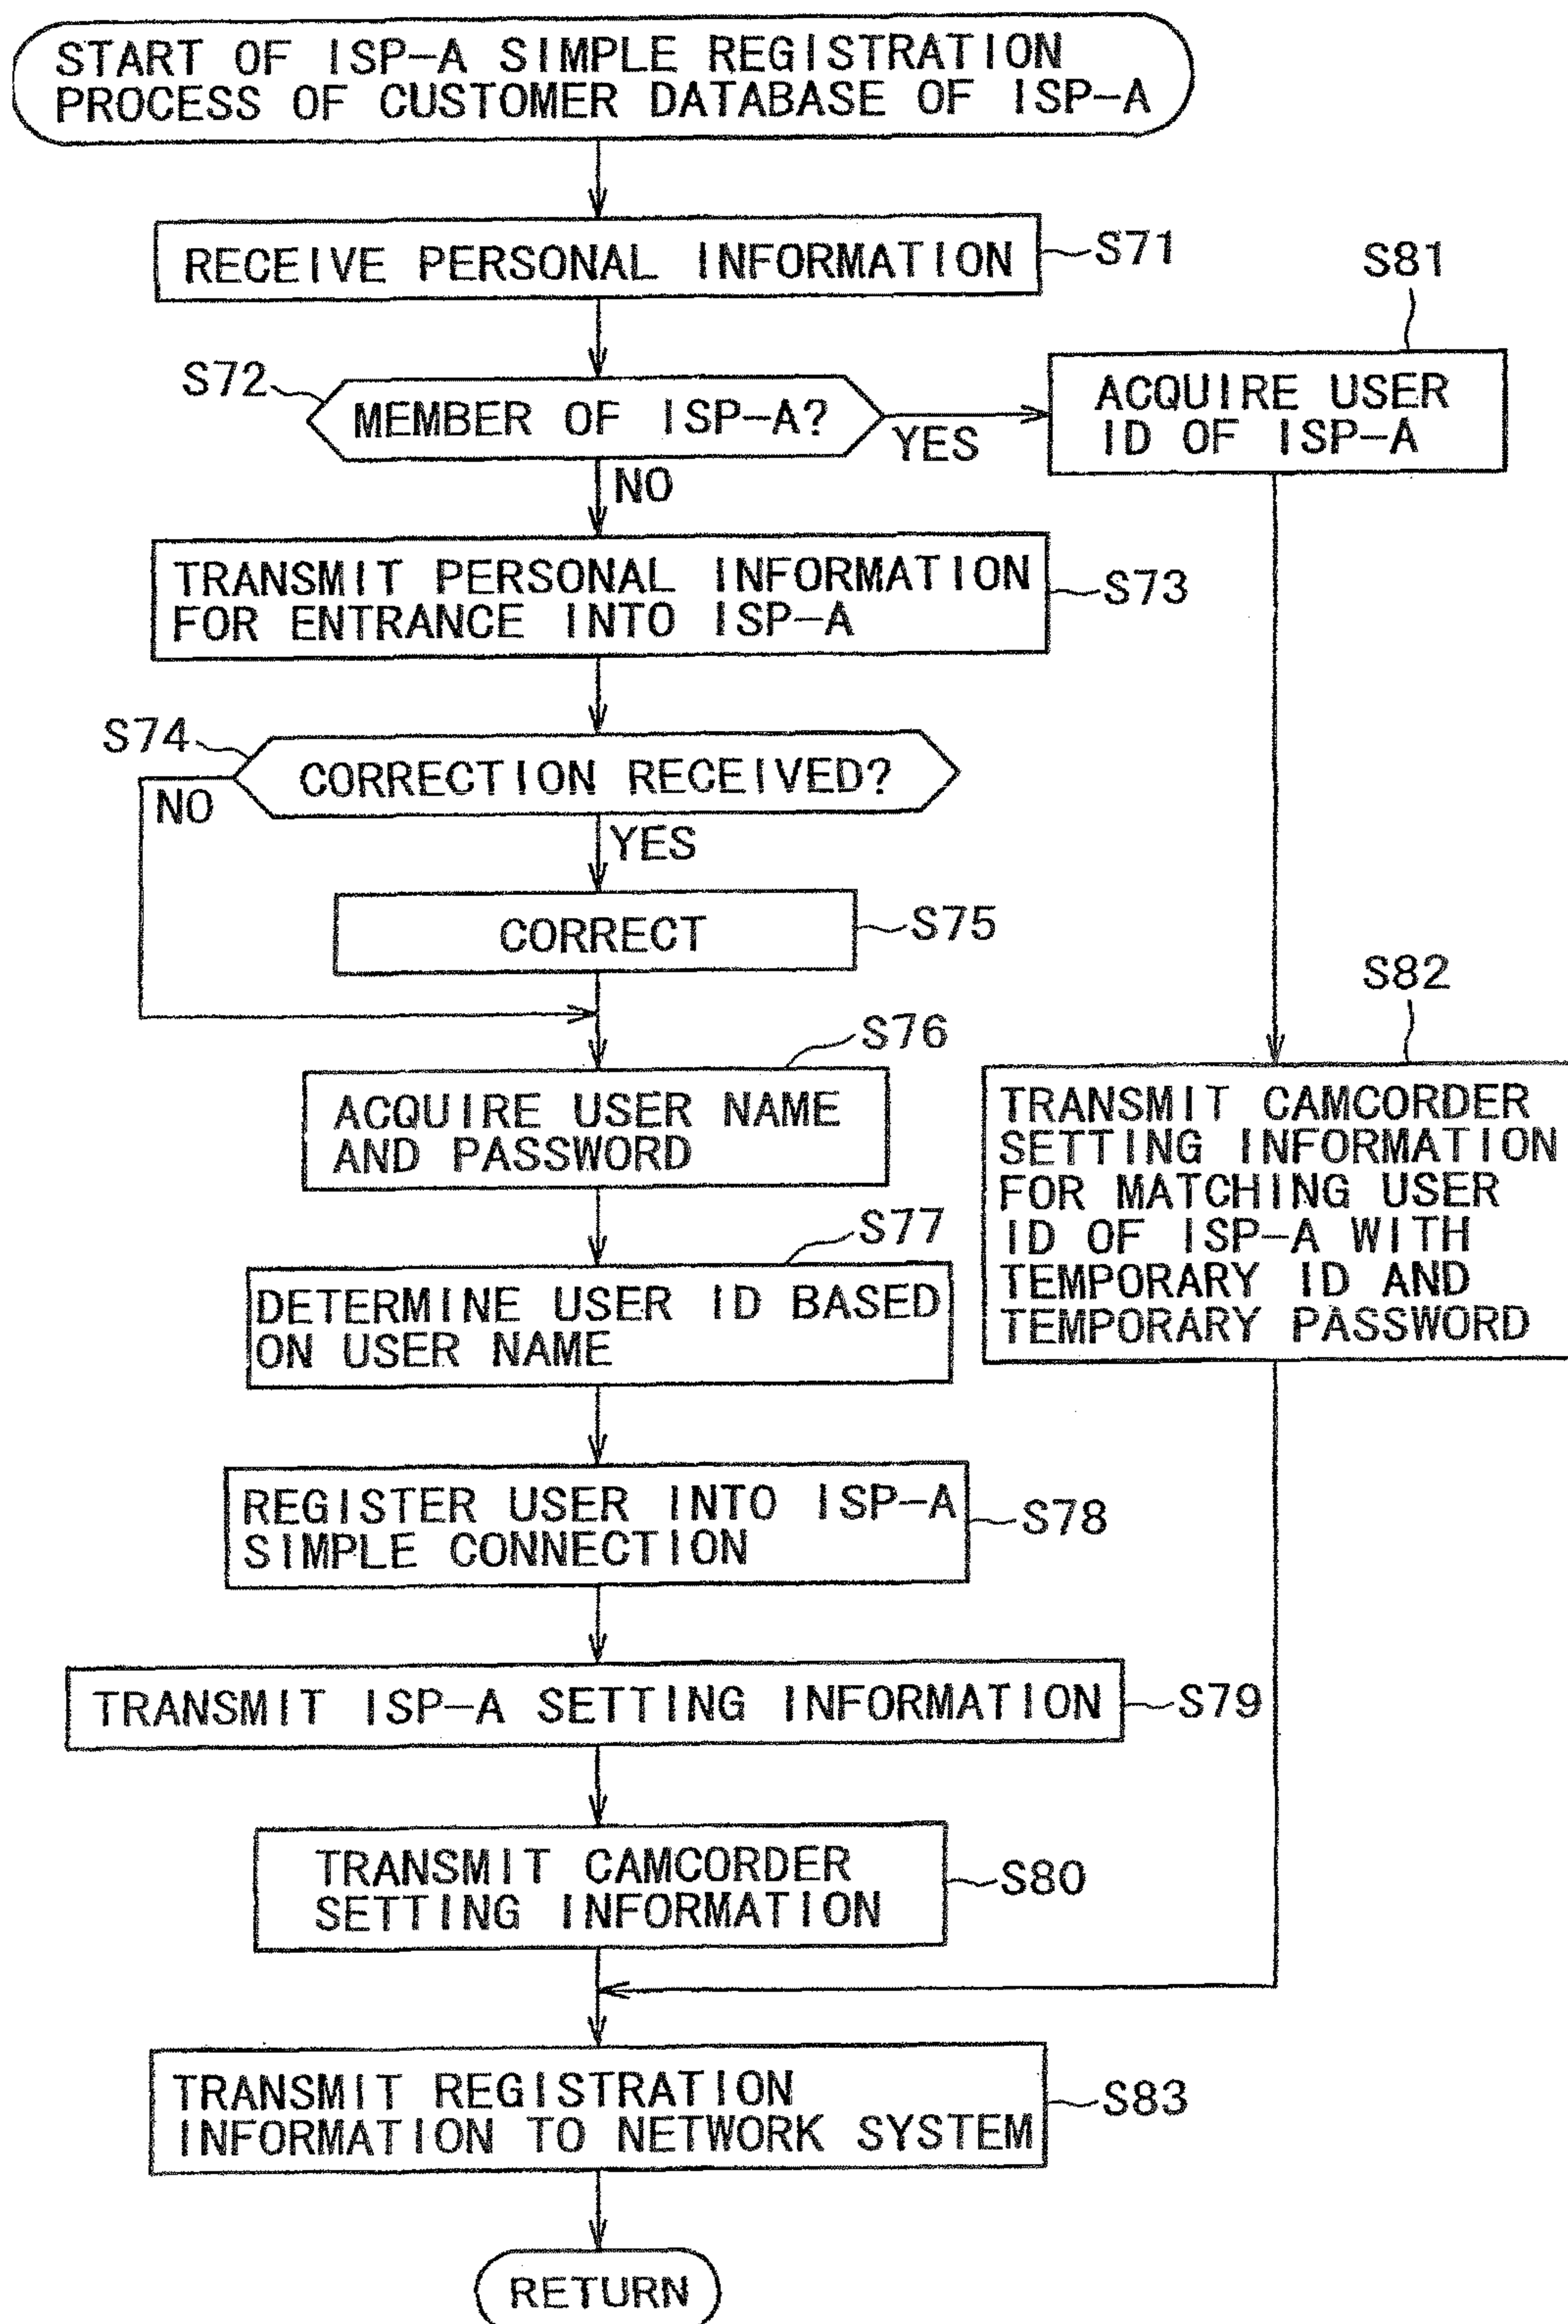 START OF ISP-A SIMPLE REGISTRATION
PROCESS OF CUSTOMER DATABASE OF ISP-A
RECEIVE PERSONAL INFORMATION
S71
S81
S72
MEMBER OF ISP-A?
YES
ACQUIRE USER
ID OF ISP-A
NO
TRANSMIT PERSONAL INFORMATION
FOR ENTRANCE INTO ISP-A
S73
S74
CORRECTION RECEIVED?
NO
YES
CORRECT
S75
S82
S76
ACQUIRE USER NAME
AND PASSWORD
TRANSMIT CAMCORDER
SETTING INFORMATION
FOR MATCHING USER
ID OF ISP-A WITH
TEMPORARY ID AND
TEMPORARY PASSWORD
S77
DETERMINE USER ID BASED
ON USER NAME
REGISTER USER INTO ISP-A
SIMPLE CONNECTION
S78
TRANSMIT ISP-A SETTING INFORMATION
S79
TRANSMIT CAMCORDER
SETTING INFORMATION
S80
TRANSMIT REGISTRATION
INFORMATION TO NETWORK SYSTEM
S83
RETURN